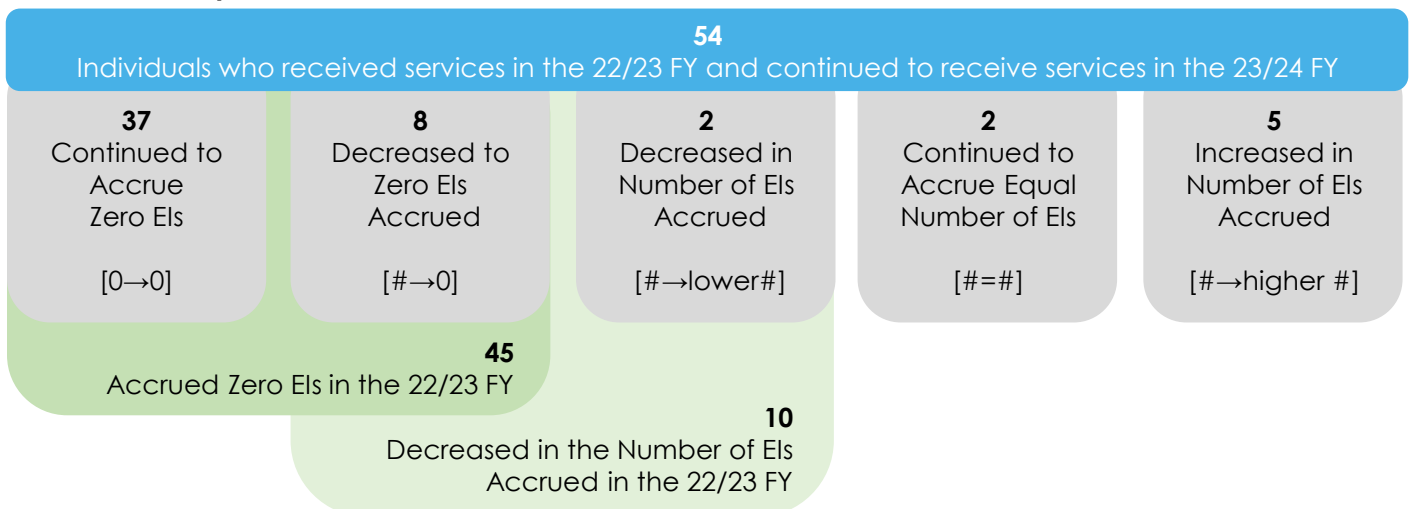 54
Individuals who received services in the 22/23 FY and continued to receive services in the 23/24 FY
37
Continued to
Accrue
Zero EIs
[0→0]
8
Decreased to
Zero EIs
Accrued
[#→0]
2
Decreased in
Number of EIs
Accrued
[#→lower#]
2
Continued to
Accrue Equal
Number of EIs
[#=#]
5
Increased in
Number of EIs
Accrued
[#→higher #]
45
Accrued Zero EIs in the 22/23 FY
10
Decreased in the Number of EIs
Accrued in the 22/23 FY